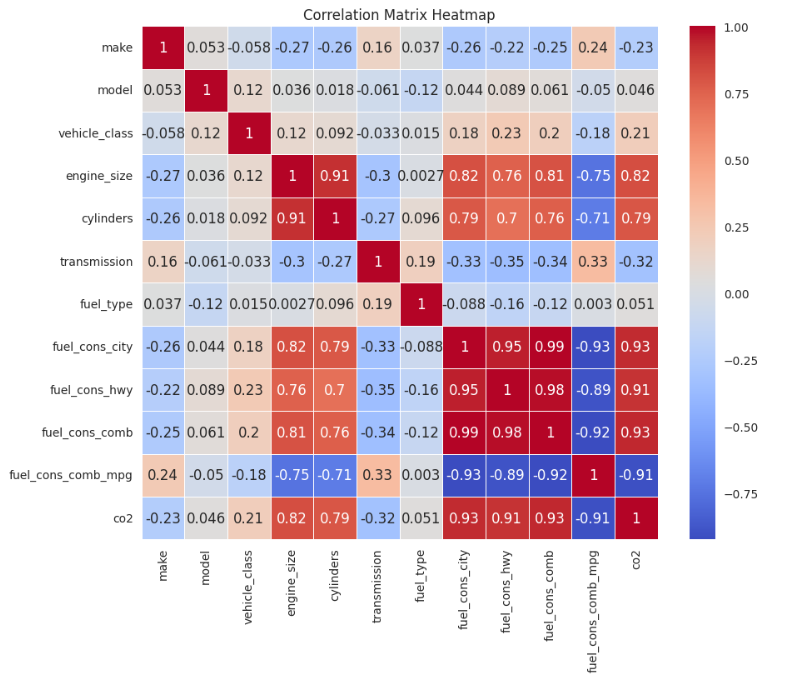 Correlation Matrix Heatmap
make 1 0.053 -0.058 -0.27 -0.26 0.16 0.037 -0.26 -0.22 -0.25 0.24 -0.23
model 0.053 1 0.12 0.036 0.018 -0.061 -0.12 0.044 0.089 0.061 -0.05 0.046
vehicle_class -0.058 0.12 1 0.12 0.092 -0.033 0.015 0.18 0.23 0.2 -0.18 0.21
engine_size -0.27 0.036 0.12 1 0.91 -0.3 0.0027 0.82 0.76 0.81 -0.75 0.82
cylinders -0.26 0.018 0.092 0.91 1 -0.27 0.096 0.79 0.7 0.76 -0.71 0.79
transmission 0.16 -0.061 -0.033 -0.3 -0.27 1 0.19 -0.33 -0.35 -0.34 0.33 -0.32
fuel_type 0.037 -0.12 0.015 0.0027 0.096 0.19 1 -0.088 -0.16 -0.12 0.003 0.051
fuel_cons_city -0.26 0.044 0.18 0.82 0.79 -0.33 -0.088 1 0.95 0.99 -0.93 0.93
fuel_cons_hwy -0.22 0.089 0.23 0.76 0.7 -0.35 -0.16 0.95 1 0.98 -0.89 0.91
fuel_cons_comb -0.25 0.061 0.2 0.81 0.76 -0.34 -0.12 0.99 0.98 1 -0.92 0.93
fuel_cons_comb_mpg 0.24 -0.05 -0.18 -0.75 -0.71 0.33 0.003 -0.93 -0.89 -0.92 1 -0.91
co2 -0.23 0.046 0.21 0.82 0.79 -0.32 0.051 0.93 0.91 0.93 -0.91 1
make
model
vehicle_class
engine_size
cylinders
transmission
fuel_type
fuel_cons_city
fuel_cons_hwy
fuel_cons_comb
fuel_cons_comb_mpg
co2
1.00
0.75
0.50
0.25
0.00
−0.25
−0.50
−0.75